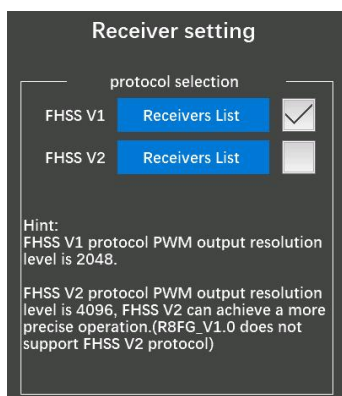 Receiver setting
protocol selection
FHSS V1 Receivers List
FHSS V2 Receivers List
Hint:
FHSS V1 protocol PWM output resolution
level is 2048.
FHSS V2 protocol PWM output resolution
level is 4096, FHSS V2 can achieve a more
precise operation.(R8FG_V1.0 does not
support FHSS V2 protocol)